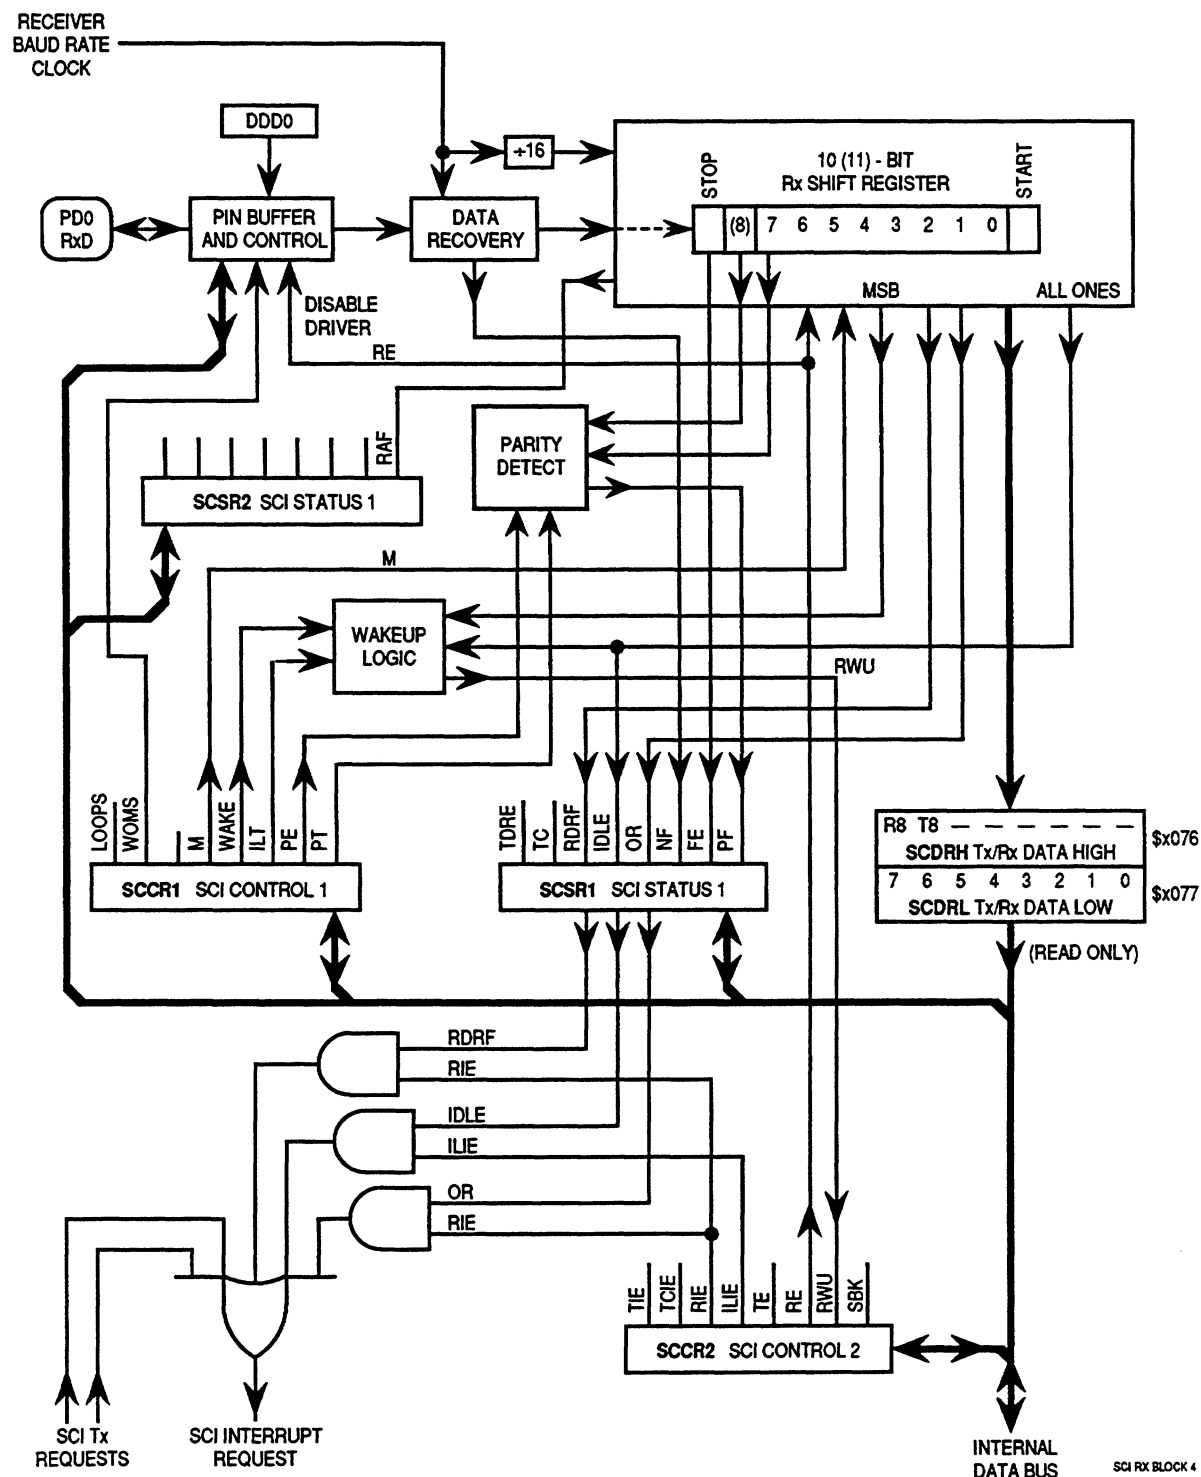 RECEIVER
BAUD RATE
CLOCK
DDD0
÷16
10 (11) - BIT
Rx SHIFT REGISTER
STOP
START
(8) 7 6 5 4 3 2 1 0
PD0
RxD
PIN BUFFER
AND CONTROL
DATA
RECOVERY
MSB
ALL ONES
DISABLE
DRIVER
RE
PARITY
DETECT
RAF
SCSR2 SCI STATUS 1
M
WAKEUP
LOGIC
RWU
LOOPS
WOMS
M
WAKE
ILT
PE
PT
SCCR1 SCI CONTROL 1
TDRE
TC
RDRF
IDLE
OR
NF
FE
PF
SCSR1 SCI STATUS 1
R8 T8 – – – – – –
SCDRH Tx/Rx DATA HIGH
$x076
7 6 5 4 3 2 1 0
SCDRL Tx/Rx DATA LOW
$x077
(READ ONLY)
RDRF
RIE
IDLE
ILIE
OR
RIE
TIE
TCIE
RIE
ILIE
TE
RE
RWU
SBK
SCCR2 SCI CONTROL 2
SCI Tx
REQUESTS
SCI INTERRUPT
REQUEST
INTERNAL
DATA BUS
SCI RX BLOCK 4